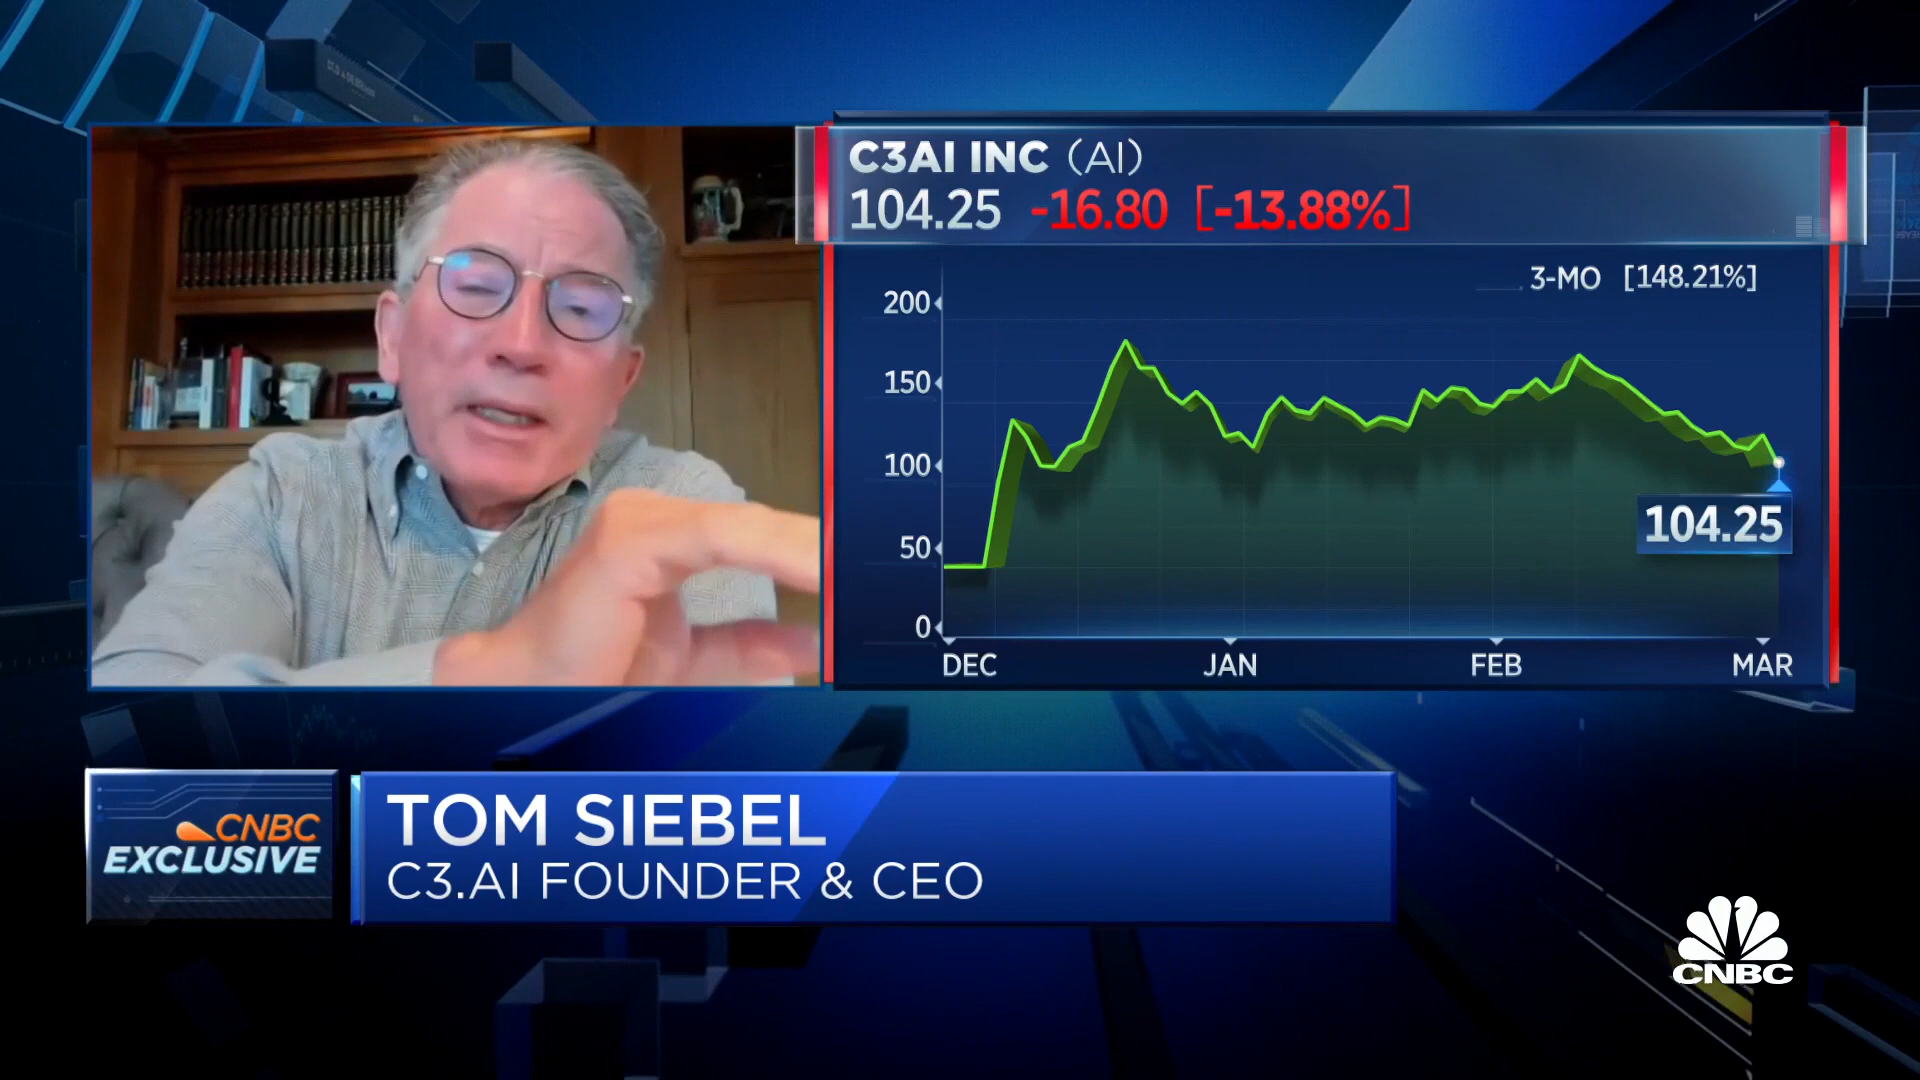 C3AI INC (AI)
104.25 -16.80 [-13.88%]
3-MO [148.21%]
200
150
100
50
0
104.25
DEC JAN FEB MAR
CNBC
EXCLUSIVE
TOM SIEBEL
C3.AI FOUNDER & CEO
CNBC